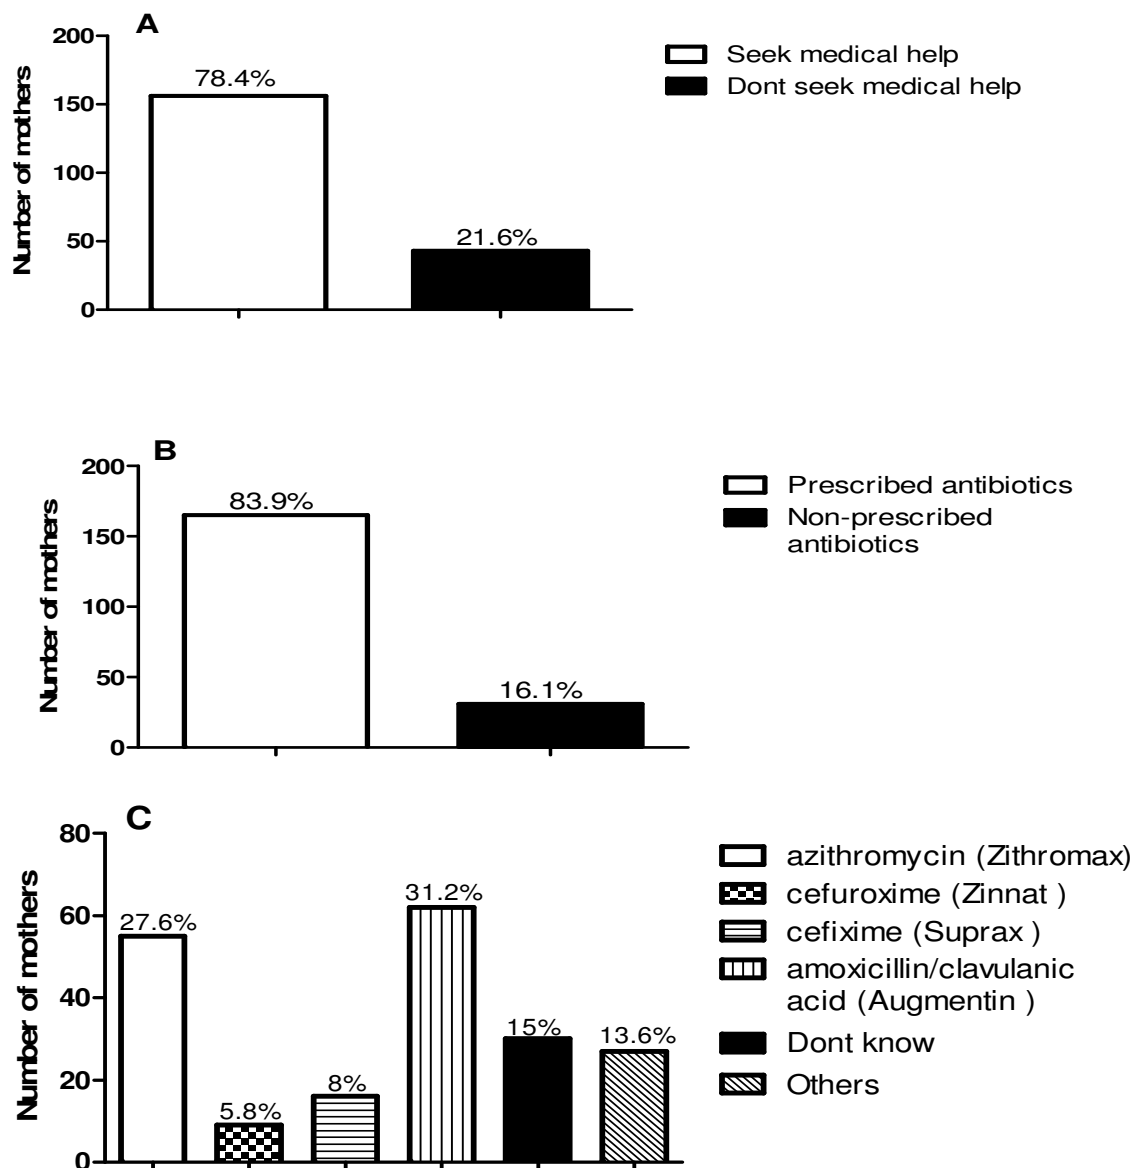 A
200
150
100
50
0
Number of mothers
78.4%
21.6%
Seek medical help
Dont seek medical help
B
200
150
100
50
0
Number of mothers
83.9%
16.1%
Prescribed antibiotics
Non-prescribed
antibiotics
C
80
60
40
20
0
Number of mothers
27.6%
5.8%
8%
31.2%
15%
13.6%
azithromycin (Zithromax)
cefuroxime (Zinnat )
cefixime (Suprax )
amoxicillin/clavulanic
acid (Augmentin )
Dont know
Others